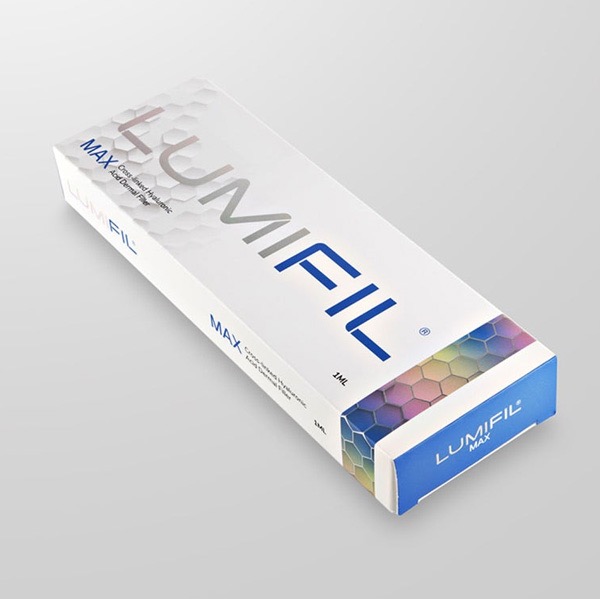 LUMIFIL®
MAX
Cross-linked Hyaluronic
Acid Dermal Filler
1ML
LUMIFIL®
MAX
Cross-linked Hyaluronic
Acid Dermal Filler
1ML
LUMIFIL®
MAX